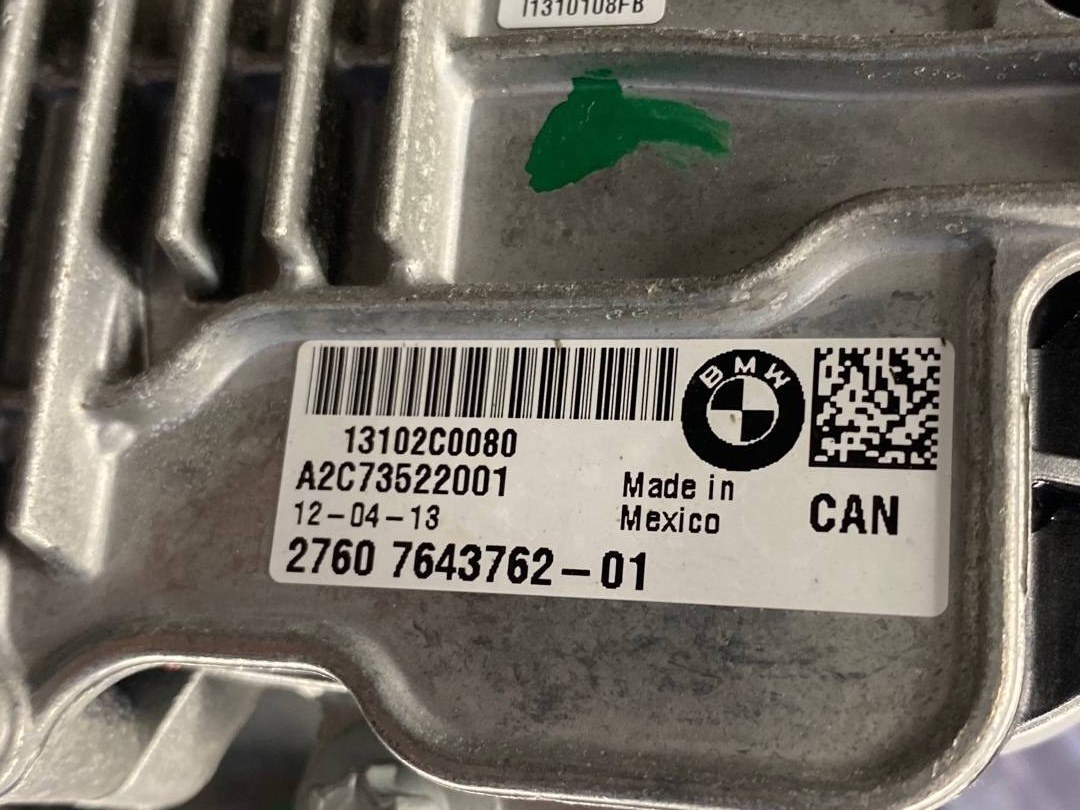 I1310108FB
BMW
13102C0080
A2C73522001
12-04-13
Made in
Mexico
CAN
2760 7643762-01